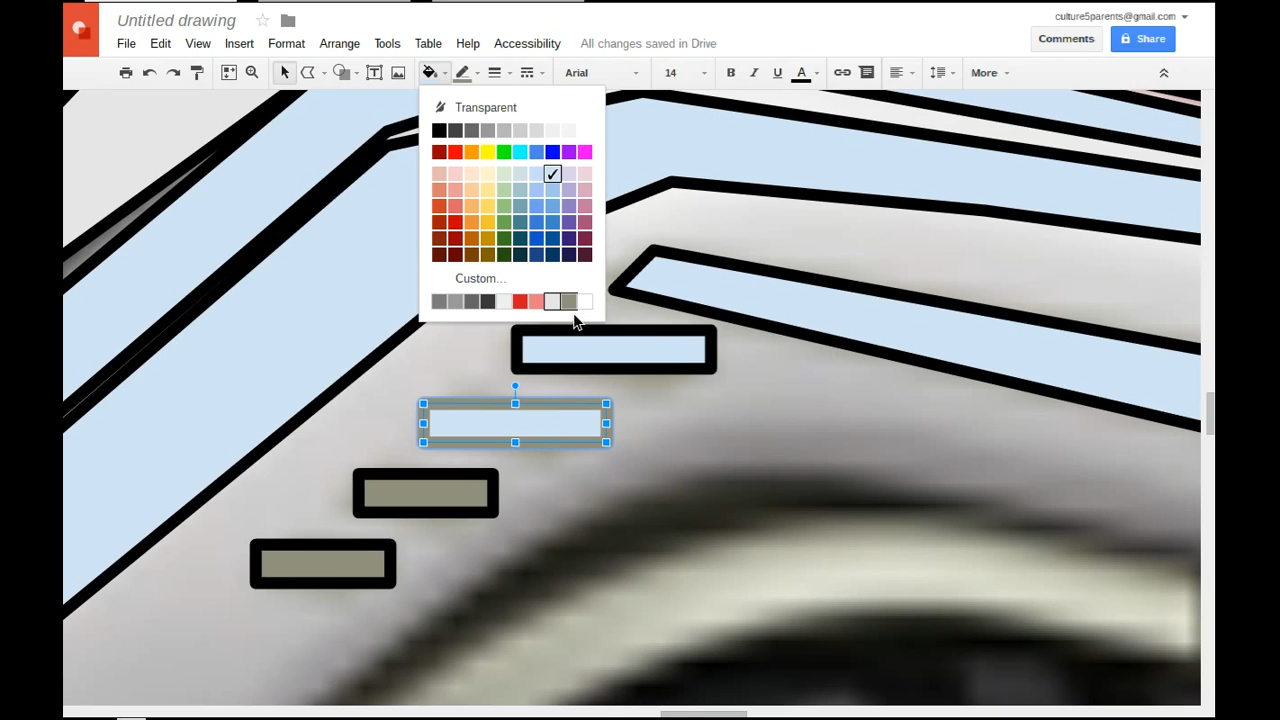 Untitled drawing
culture5parents@gmail.com
File Edit View Insert Format Arrange Tools Table Help Accessibility All changes saved in Drive
Comments Share
Arial 14 B I U A More
Transparent
Custom...